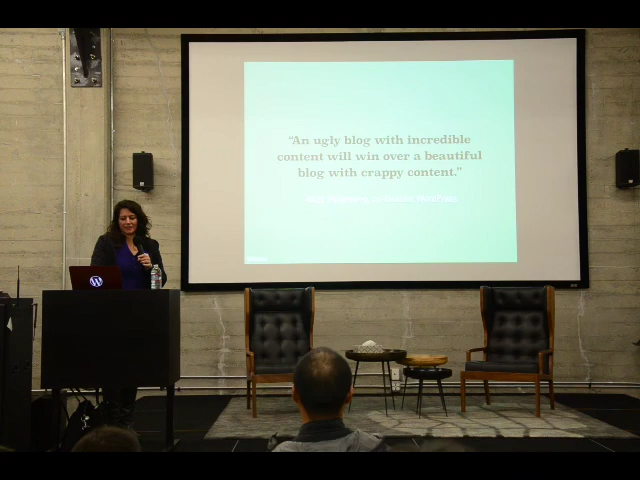 “An ugly blog with incredible
content will win over a beautiful
blog with crappy content.”